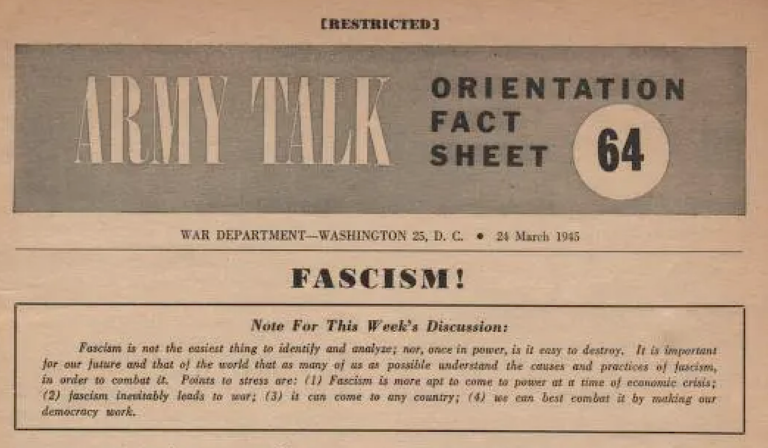 [RESTRICTED]
ARMY TALK
ORIENTATION
FACT
SHEET 64
WAR DEPARTMENT—WASHINGTON 25, D. C. • 24 March 1945
FASCISM!
Note For This Week's Discussion:
Fascism is not the easiest thing to identify and analyze; nor, once in power, is it easy to destroy. It is important
for our future and that of the world that as many of us as possible understand the causes and practices of fascism,
in order to combat it. Points to stress are: (1) Fascism is more apt to come to power at a time of economic crisis;
(2) fascism inevitably leads to war; (3) it can come to any country; (4) we can best combat it by making our
democracy work.